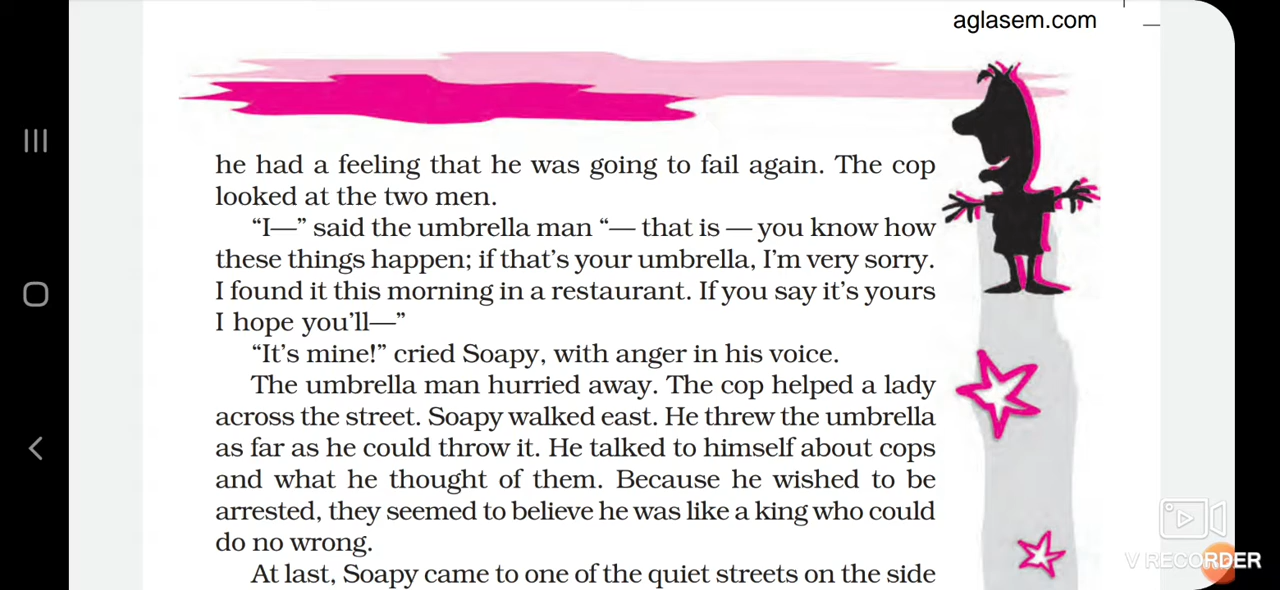 aglasem.com
he had a feeling that he was going to fail again. The cop
looked at the two men.
“I—” said the umbrella man “— that is — you know how
these things happen; if that’s your umbrella, I’m very sorry.
I found it this morning in a restaurant. If you say it’s yours
I hope you’ll—”
“It’s mine!” cried Soapy, with anger in his voice.
The umbrella man hurried away. The cop helped a lady
across the street. Soapy walked east. He threw the umbrella
as far as he could throw it. He talked to himself about cops
and what he thought of them. Because he wished to be
arrested, they seemed to believe he was like a king who could
do no wrong.
At last, Soapy came to one of the quiet streets on the side
V RECORDER